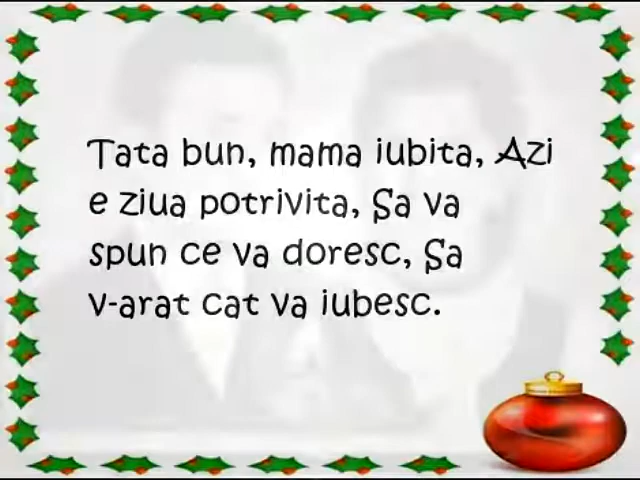 Tata bun, mama iubita, Azi
e ziua potrivita, Sa va
spun ce va doresc, Sa
v-arat cat va iubesc.